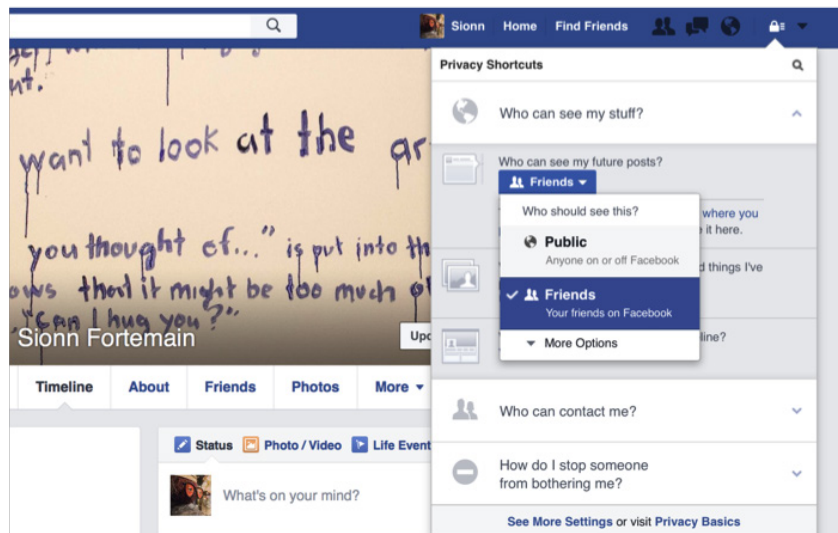 Sionn Home Find Friends
Privacy Shortcuts
Who can see my stuff?
Who can see my future posts?
Friends
Who should see this?
where you
it here.
Public
Anyone on or off Facebook
d things I've
Friends
Your friends on Facebook
line?
More Options
Who can contact me?
How do I stop someone
from bothering me?
See More Settings or visit Privacy Basics
want to look at the ar
you thought of..." is put into th
ows that it might be too much
"Can I hug you?"
Sionn Fortemain
Upd
Timeline About Friends Photos More
Status Photo / Video Life Event
What's on your mind?